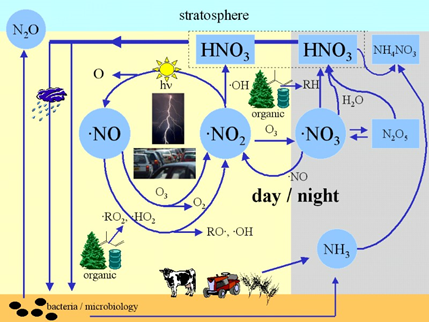 stratosphere
N₂O
HNO₃
HNO₃
NH₄NO₃
O
hν
·OH
RH
organic
H₂O
·NO
·NO₂
O₃
·NO₃
N₂O₅
·NO
O₃
O₂
day / night
·RO₂, ·HO₂
RO·, ·OH
organic
NH₃
bacteria / microbiology